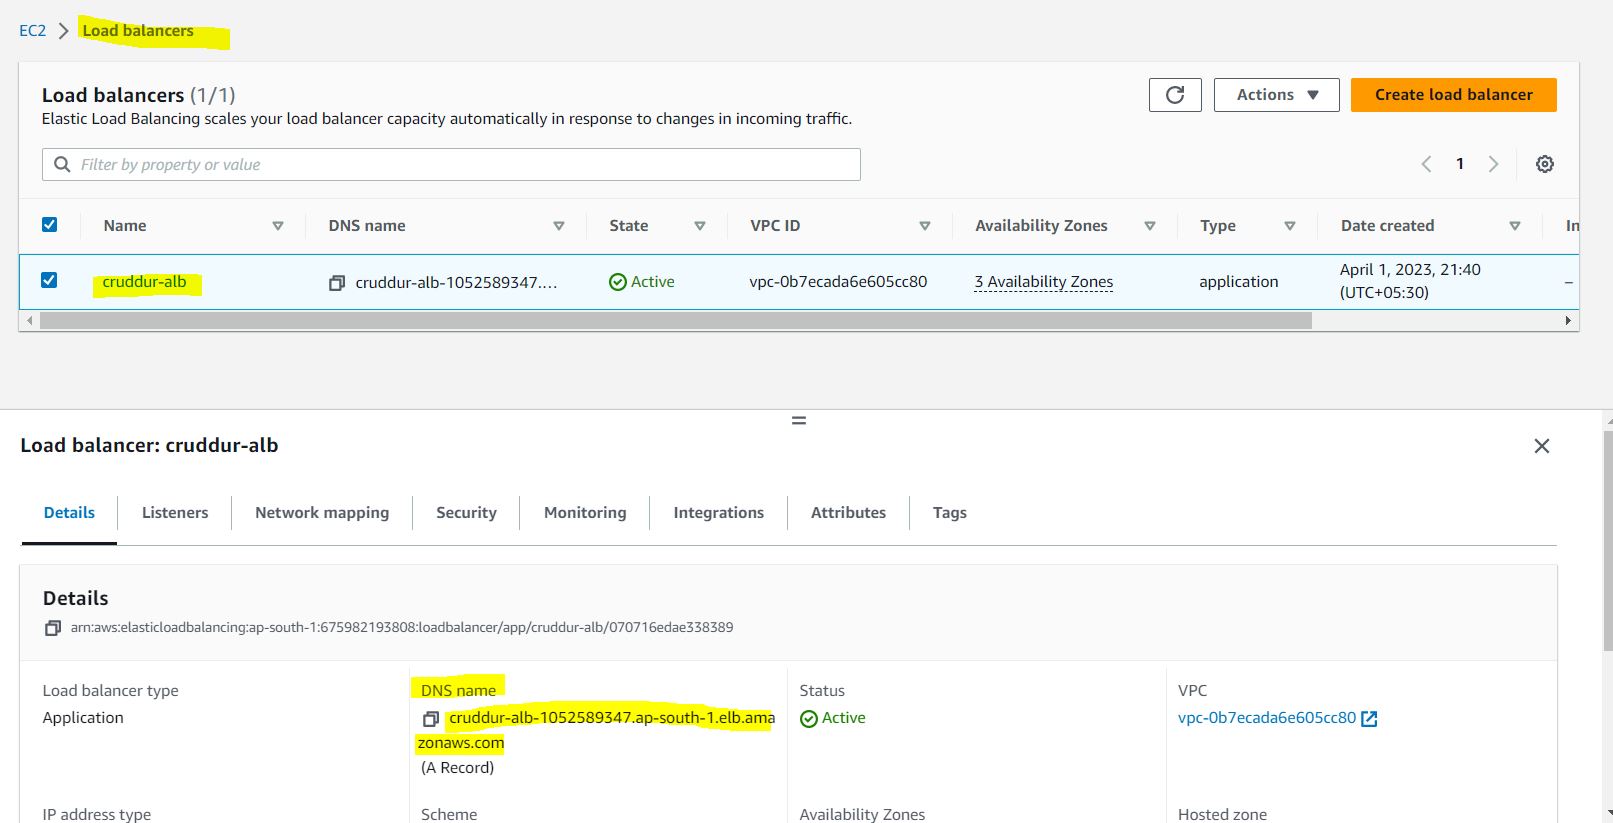 EC2 > Load balancers
Load balancers (1/1)
Actions
Create load balancer
Elastic Load Balancing scales your load balancer capacity automatically in response to changes in incoming traffic.
Filter by property or value
1
Name DNS name State VPC ID Availability Zones Type Date created In
cruddur-alb cruddur-alb-1052589347.... Active vpc-0b7ecada6e605cc80 3 Availability Zones application April 1, 2023, 21:40 –
(UTC+05:30)
Load balancer: cruddur-alb
Details Listeners Network mapping Security Monitoring Integrations Attributes Tags
Details
arn:aws:elasticloadbalancing:ap-south-1:675982193808:loadbalancer/app/cruddur-alb/070716edae338389
Load balancer type DNS name Status VPC
Application cruddur-alb-1052589347.ap-south-1.elb.ama Active vpc-0b7ecada6e605cc80
zonaws.com
(A Record)
IP address type Scheme Availability Zones Hosted zone